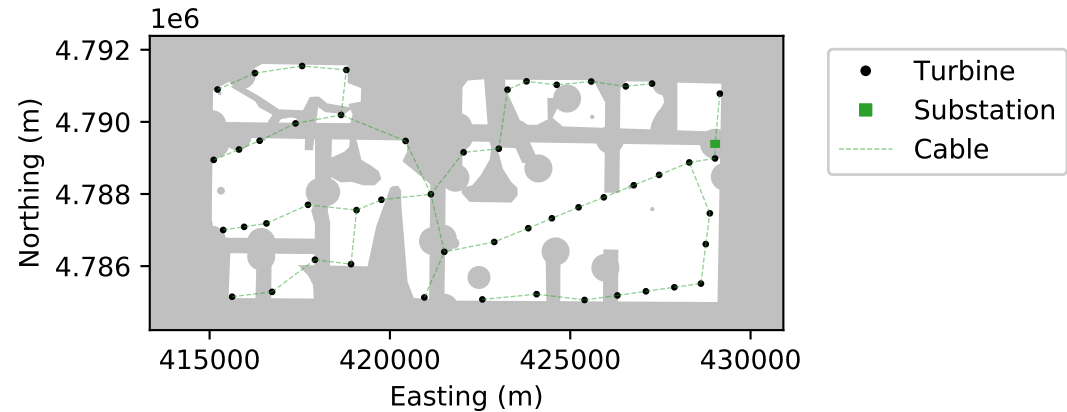 1e6
4.792
4.790
4.788
4.786
Northing (m)
415000 420000 425000 430000
Easting (m)
Turbine
Substation
Cable